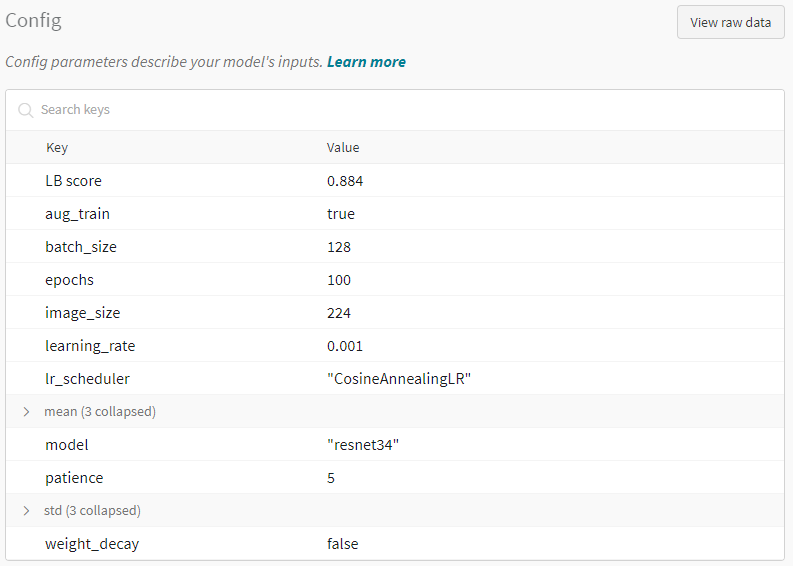 Config
View raw data
Config parameters describe your model's inputs. Learn more
Search keys
Key Value
LB score 0.884
aug_train true
batch_size 128
epochs 100
image_size 224
learning_rate 0.001
lr_scheduler "CosineAnnealingLR"
mean (3 collapsed)
model "resnet34"
patience 5
std (3 collapsed)
weight_decay false